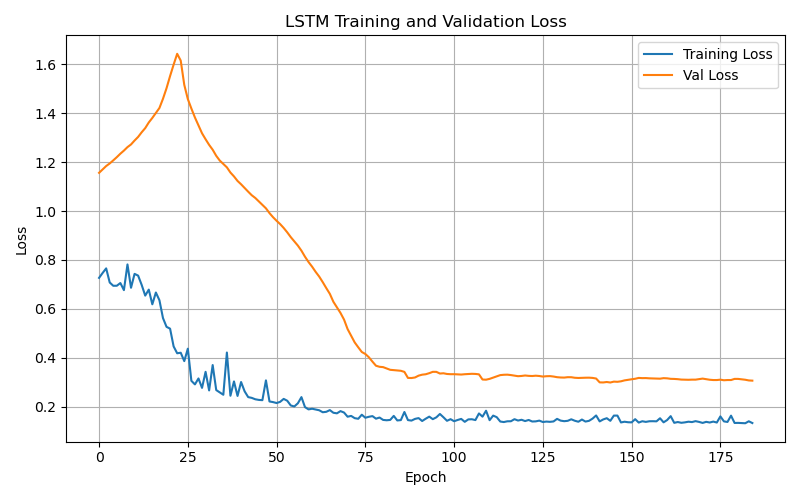 LSTM Training and Validation Loss
Training Loss
Val Loss
Loss
1.6
1.4
1.2
1.0
0.8
0.6
0.4
0.2
0 25 50 75 100 125 150 175
Epoch